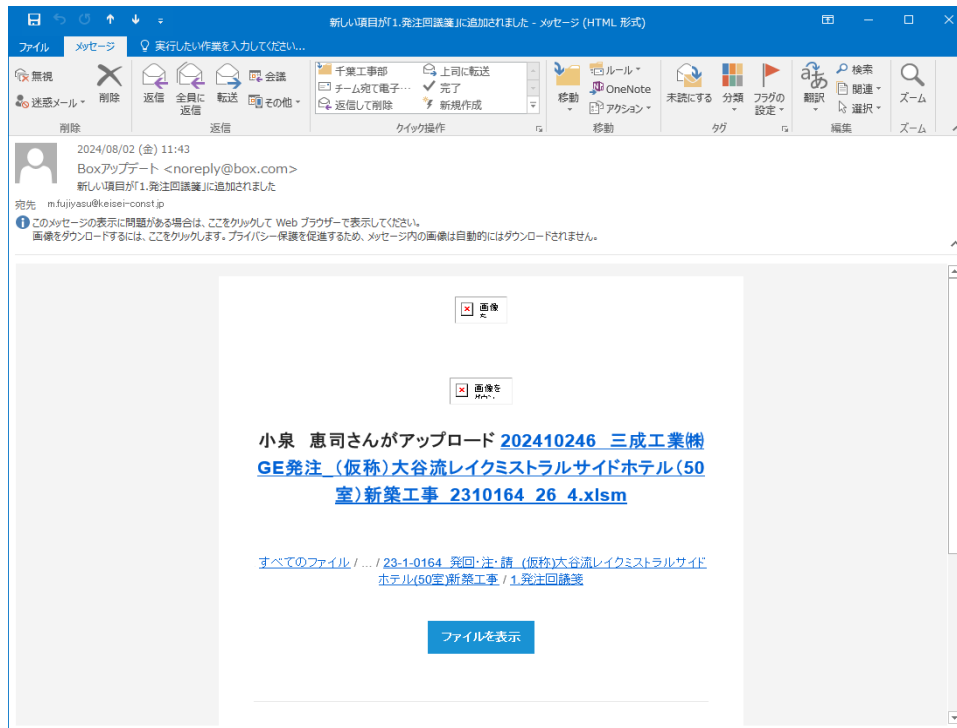 新しい項目が「1.発注回議箋」に追加されました - メッセージ (HTML 形式)
ファイル メッセージ 実行したい作業を入力してください...
無視
迷惑メール
削除
削除
返信
全員に
返信
転送
会議
その他
返信
千葉工事部
チーム宛て電子…
返信して削除
上司に転送
完了
新規作成
クイック操作
移動
ルール
OneNote
アクション
移動
未読にする
分類
フラグの
設定
タグ
翻訳
検索
関連
選択
編集
ズーム
ズーム
2024/08/02 (金) 11:43
Boxアップデート <noreply@box.com>
新しい項目が「1.発注回議箋」に追加されました
宛先 m.fujiyasu@keisei-const.jp
このメッセージの表示に問題がある場合は、ここをクリックして Web ブラウザーで表示してください。
画像をダウンロードするには、ここをクリックします。プライバシー保護を促進するため、メッセージ内の画像は自動的にはダウンロードされません。
画像
画像を
小泉 恵司さんがアップロード 202410246 三成工業㈱
GE発注_(仮称)大谷流レイクミストラルサイドホテル(50
室)新築工事 2310164 26 4.xlsm
すべてのファイル / ... / 23-1-0164 発回・注・請 (仮称)大谷流レイクミストラルサイド
ホテル(50室)新築工事 / 1.発注回議箋
ファイルを表示